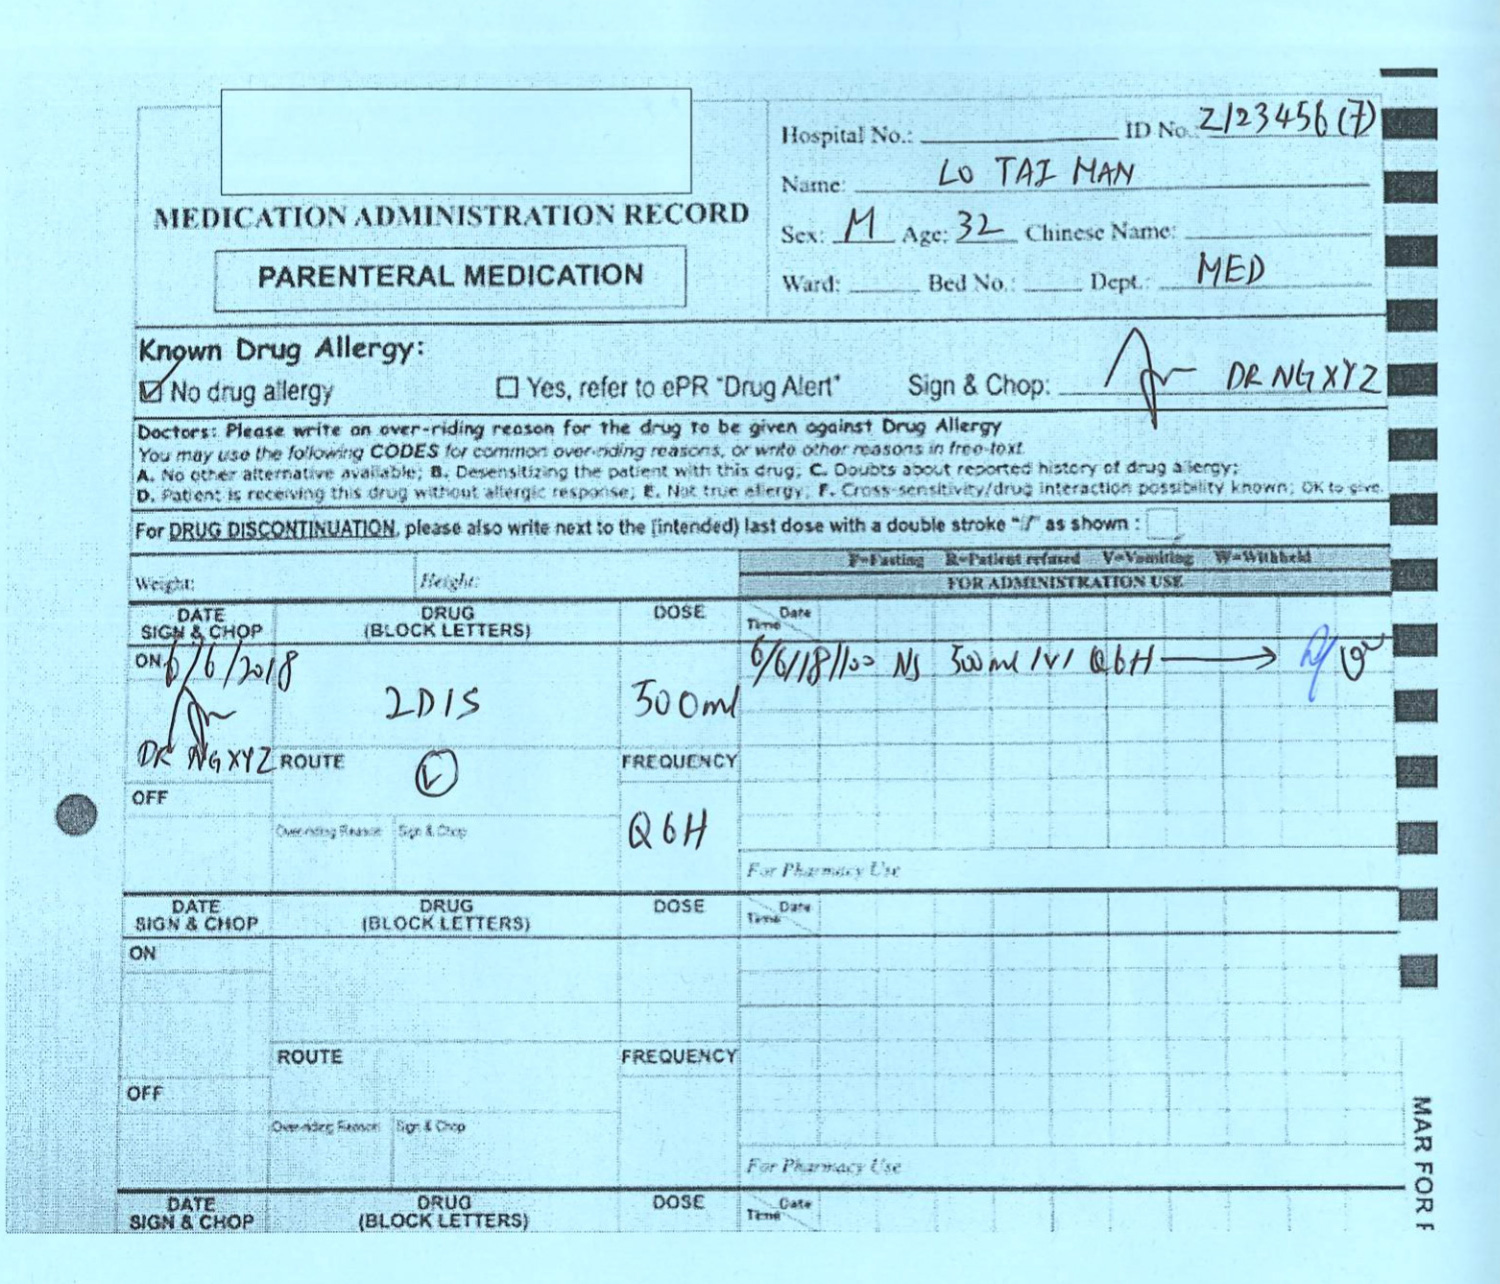 Hospital No.: ID No.: Z123456(7)
Name: LO TAI MAN
MEDICATION ADMINISTRATION RECORD
Sex: M Age: 32 Chinese Name:
PARENTERAL MEDICATION
Ward: Bed No.: Dept.: MED
Known Drug Allergy:
No drug allergy Yes, refer to ePR "Drug Alert" Sign & Chop: DR NG XYZ
Doctors: Please write an over-riding reason for the drug to be given against Drug Allergy
You may use the following CODES for common over-riding reasons, or write other reasons in free-text.
A. No other alternative available; B. Desensitizing the patient with this drug; C. Doubts about reported history of drug allergy;
D. Patient is receiving this drug without allergic response; E. Not true allergy; F. Cross-sensitivity/drug interaction possibility known; OK to give.
For DRUG DISCONTINUATION, please also write next to the (intended) last dose with a double stroke "//" as shown :
F=Fasting R=Patient refused V=Vomiting W=Withheld
Weight: Height: FOR ADMINISTRATION USE
DATE DRUG DOSE Date
SIGN & CHOP (BLOCK LETTERS) Time
ON 6/6/2018 6/6/18 1100 NS 500ml IVI Q6H
2D1S 500ml
DR NG XYZ ROUTE FREQUENCY
OFF
Over-riding Reason Sign & Chop Q6H
For Pharmacy Use
DATE DRUG DOSE Date
SIGN & CHOP (BLOCK LETTERS) Time
ON
ROUTE FREQUENCY
OFF
Over-riding Reason Sign & Chop
For Pharmacy Use
DATE DRUG DOSE Date
SIGN & CHOP (BLOCK LETTERS) Time
MAR FOR